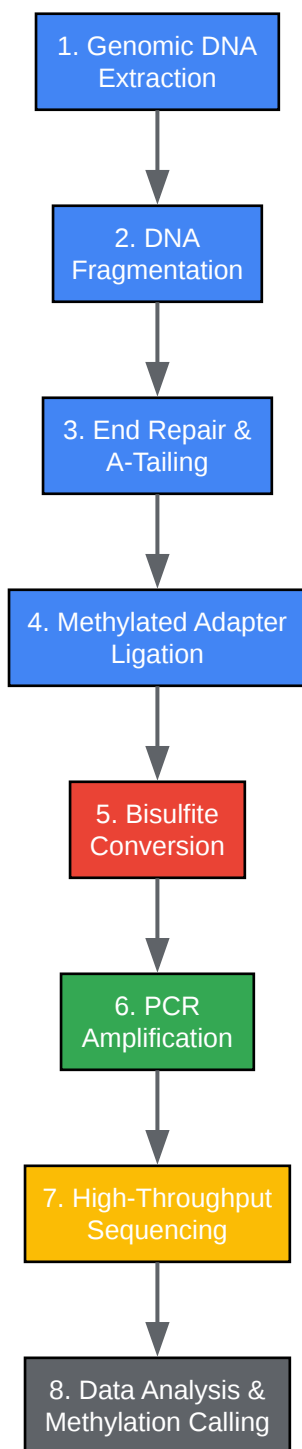 1. Genomic DNA
Extraction
2. DNA
Fragmentation
3. End Repair &
A-Tailing
4. Methylated Adapter
Ligation
5. Bisulfite
Conversion
6. PCR
Amplification
7. High-Throughput
Sequencing
8. Data Analysis &
Methylation Calling